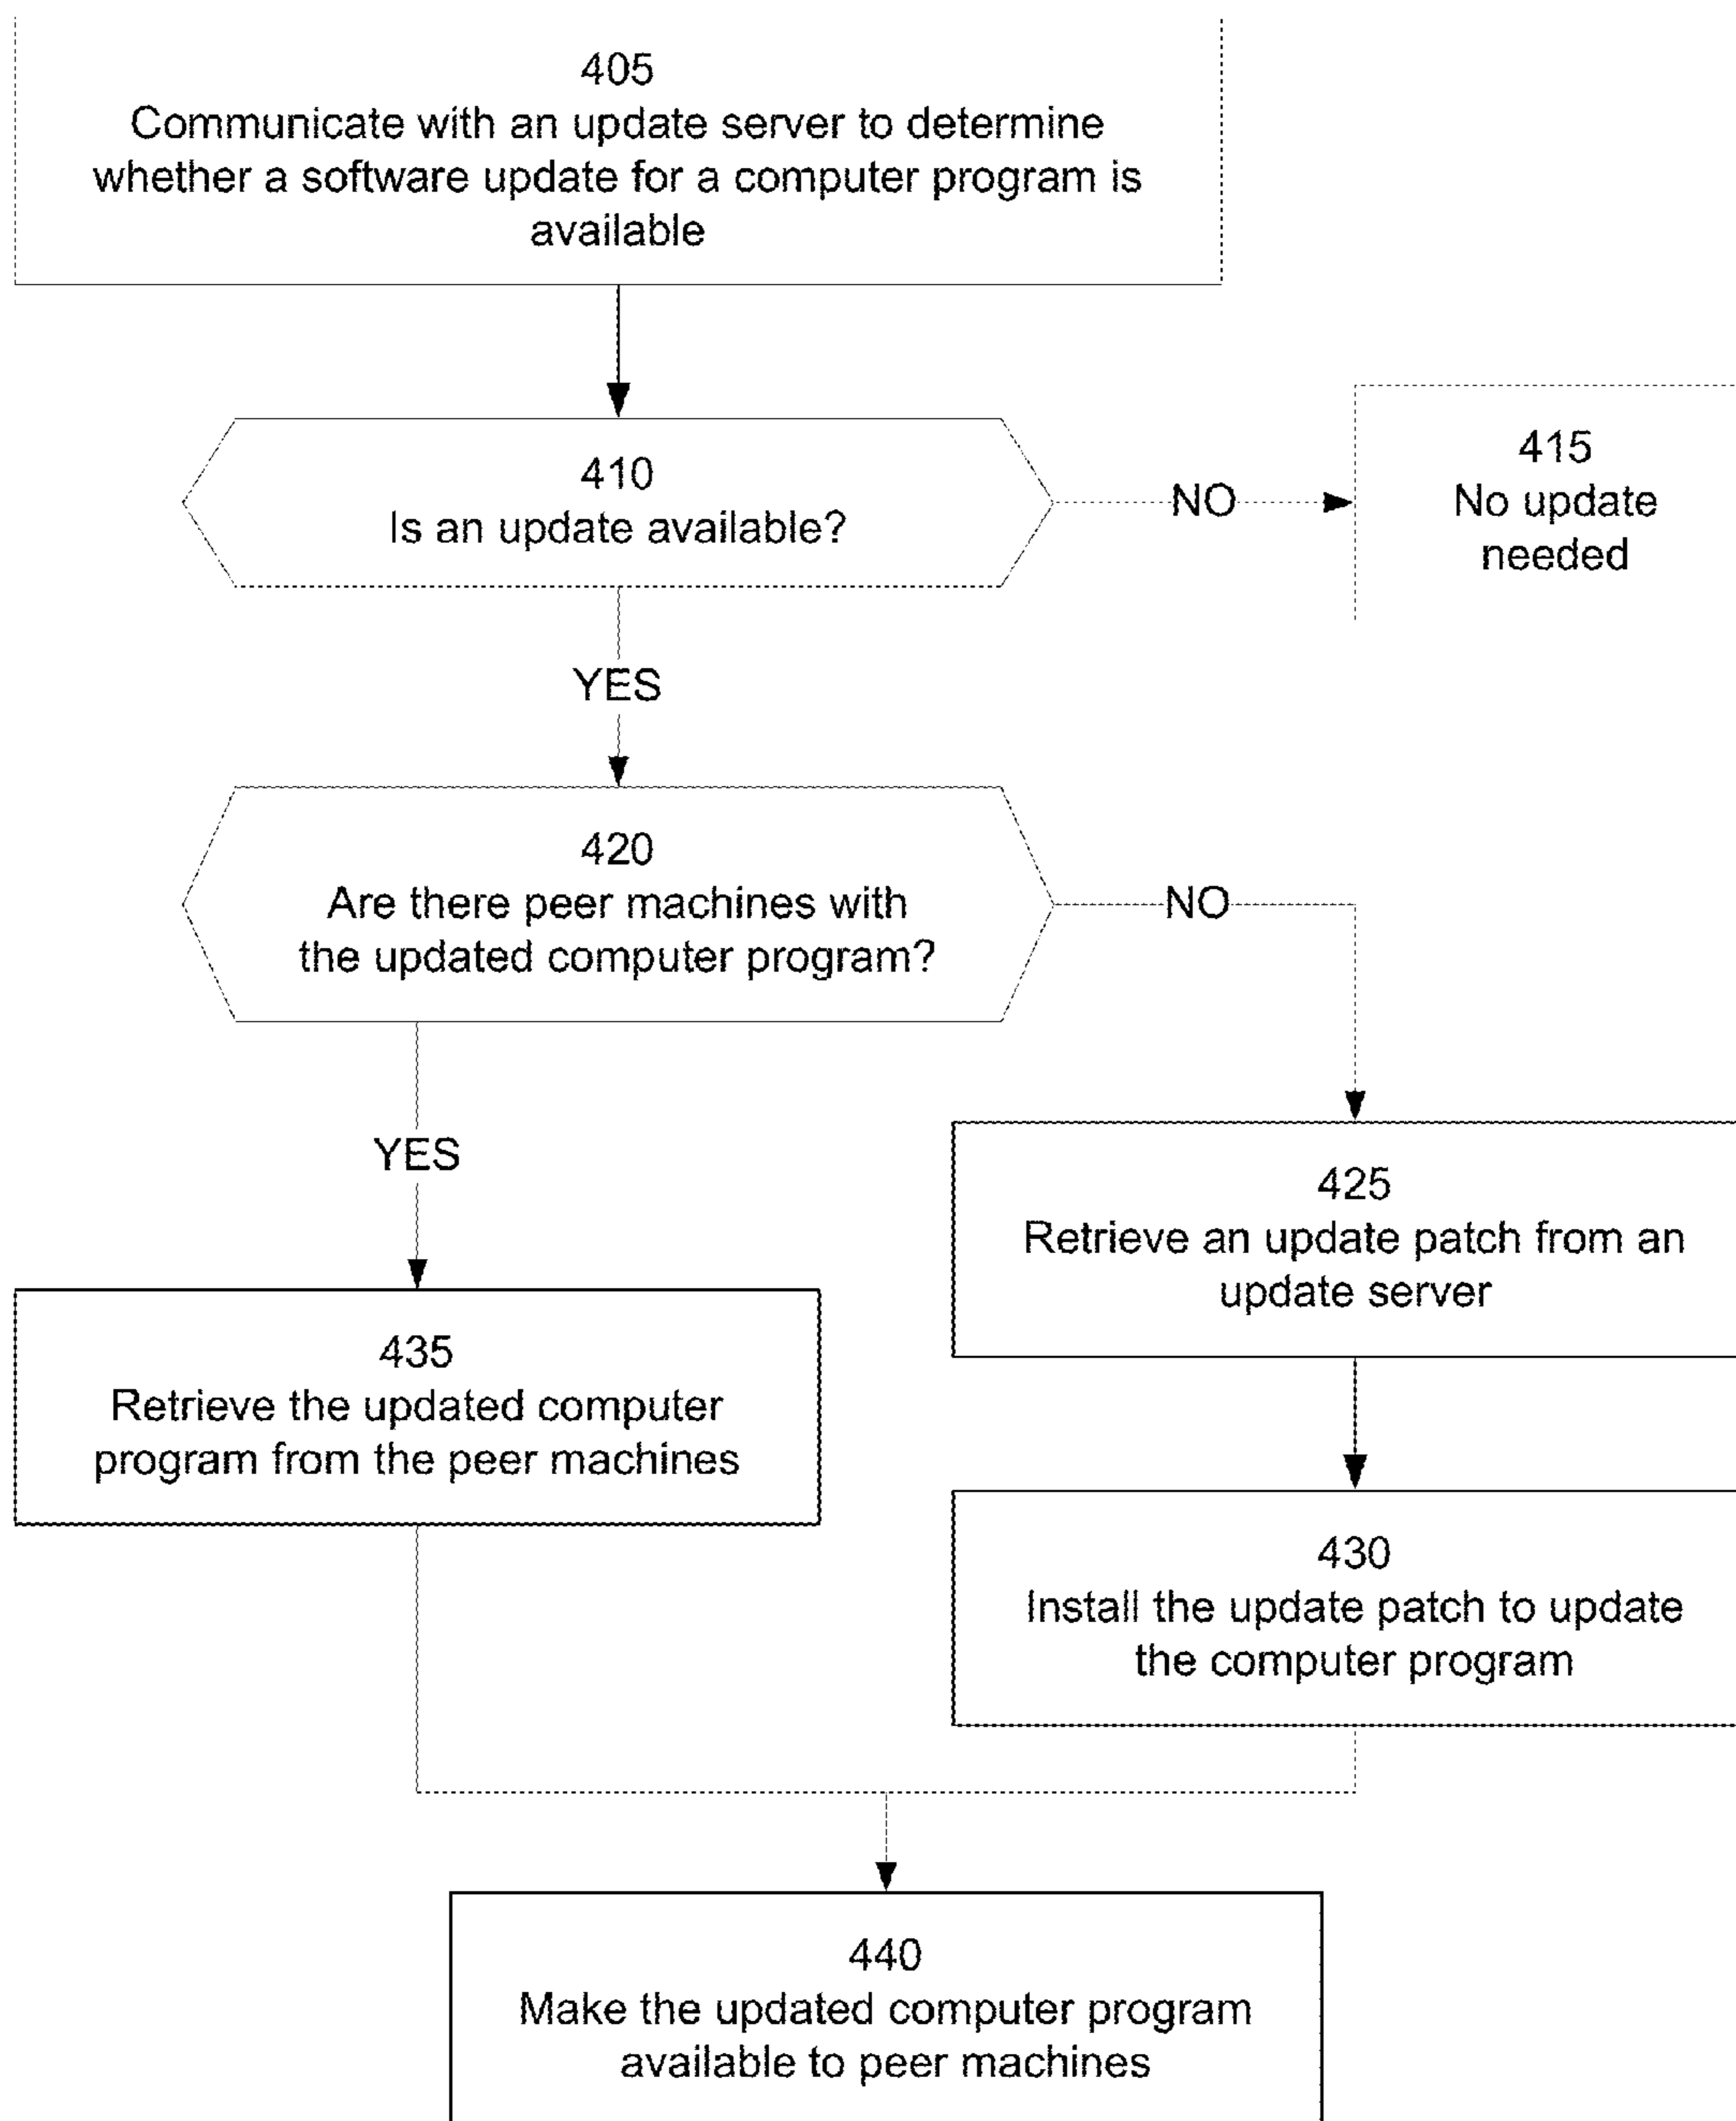 405
Communicate with an update server to determine
whether a software update for a computer program is
available
410
Is an update available?
NO
415
No update
needed
YES
420
Are there peer machines with
the updated computer program?
NO
YES
425
Retrieve an update patch from an
update server
435
Retrieve the updated computer
program from the peer machines
430
Install the update patch to update
the computer program
440
Make the updated computer program
available to peer machines